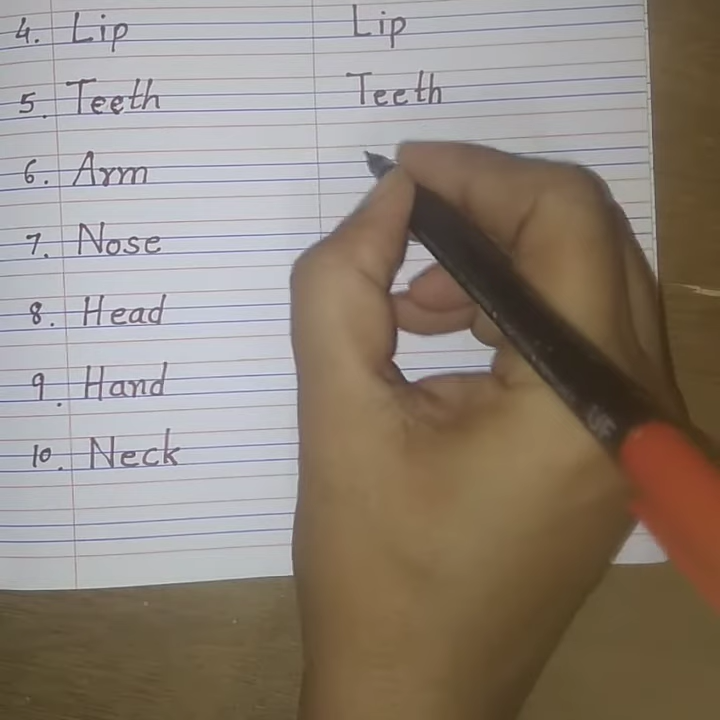 4. Lip Lip
5. Teeth Teeth
6. Arm
7. Nose
8. Head
9. Hand
10. Neck